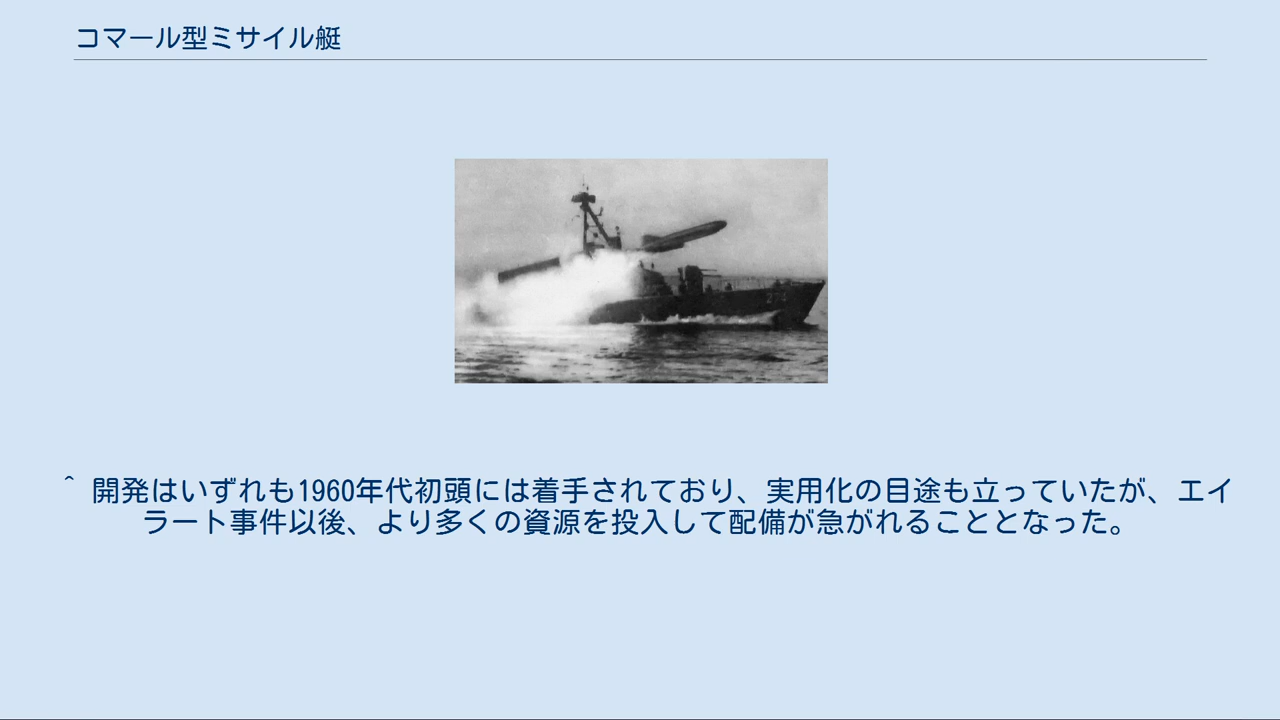 コマール型ミサイル艇
^ 開発はいずれも1960年代初頭には着手されており、実用化の目途も立っていたが、エイ
ラート事件以後、より多くの資源を投入して配備が急がれることとなった。